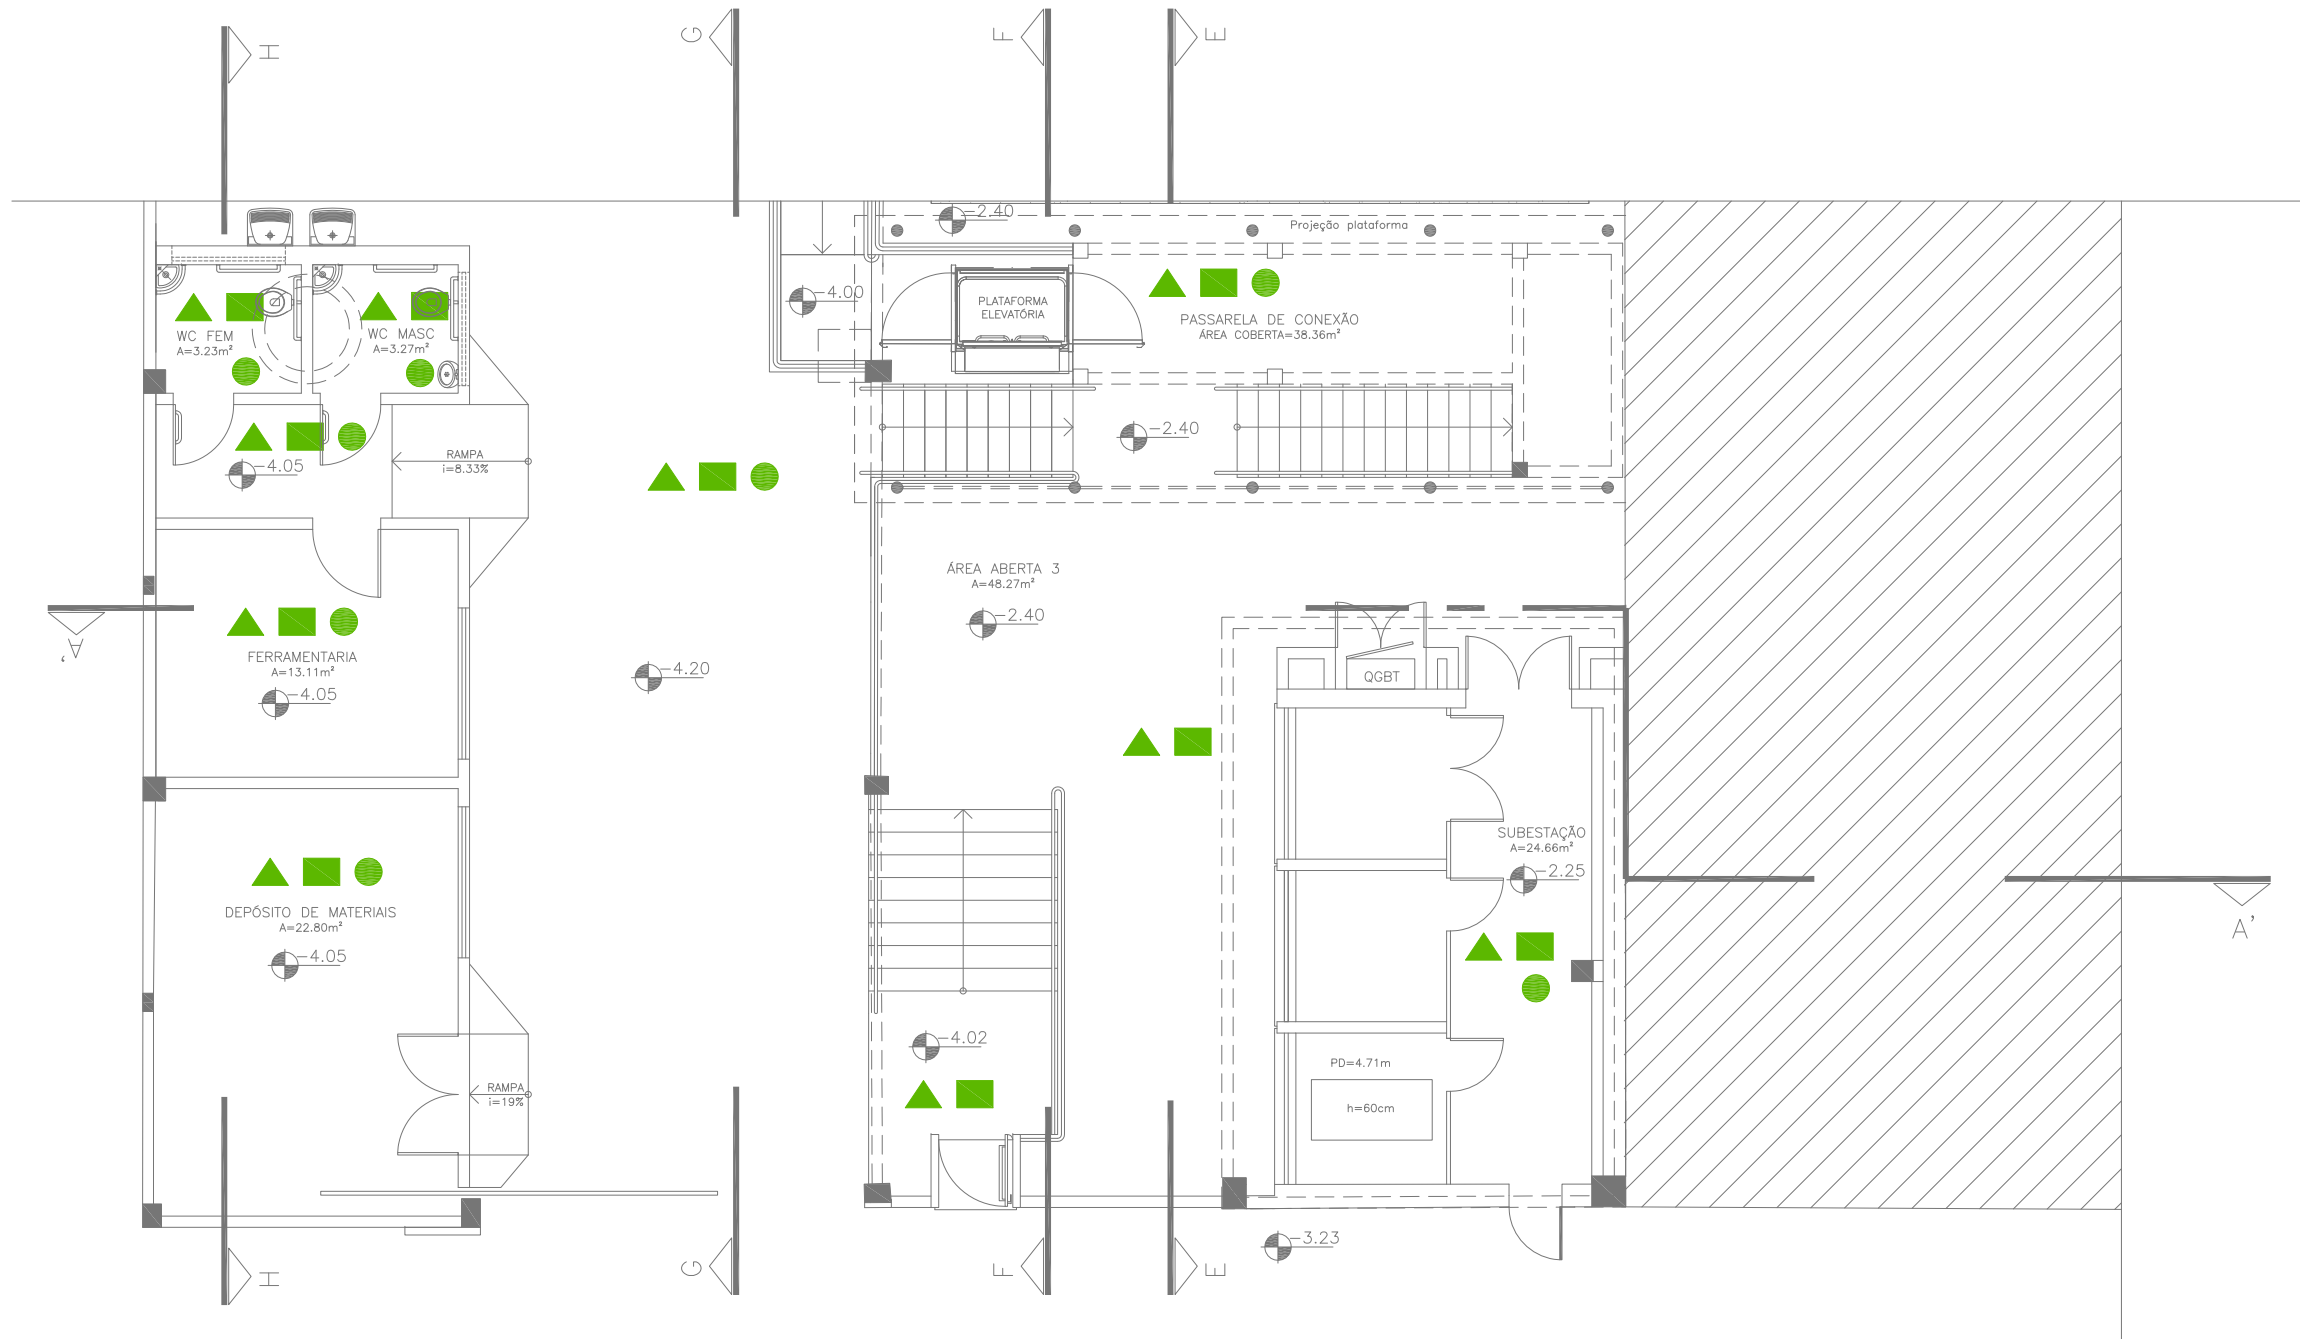 H
G
F
E
-2.40
Projeção plataforma
-4.00
PLATAFORMA
ELEVATÓRIA
PASSARELA DE CONEXÃO
ÁREA COBERTA=38.36m²
WC FEM
A=3.23m²
WC MASC
A=3.27m²
-2.40
RAMPA
i=8.33%
-4.05
ÁREA ABERTA 3
A=48.27m²
-2.40
A'
FERRAMENTARIA
A=13.11m²
-4.05
-4.20
QGBT
SUBESTAÇÃO
A=24.66m²
-2.25
DEPÓSITO DE MATERIAIS
A=22.80m²
-4.05
A'
-4.02
PD=4.71m
RAMPA
i=19%
h=60cm
-3.23
H
G
F
E